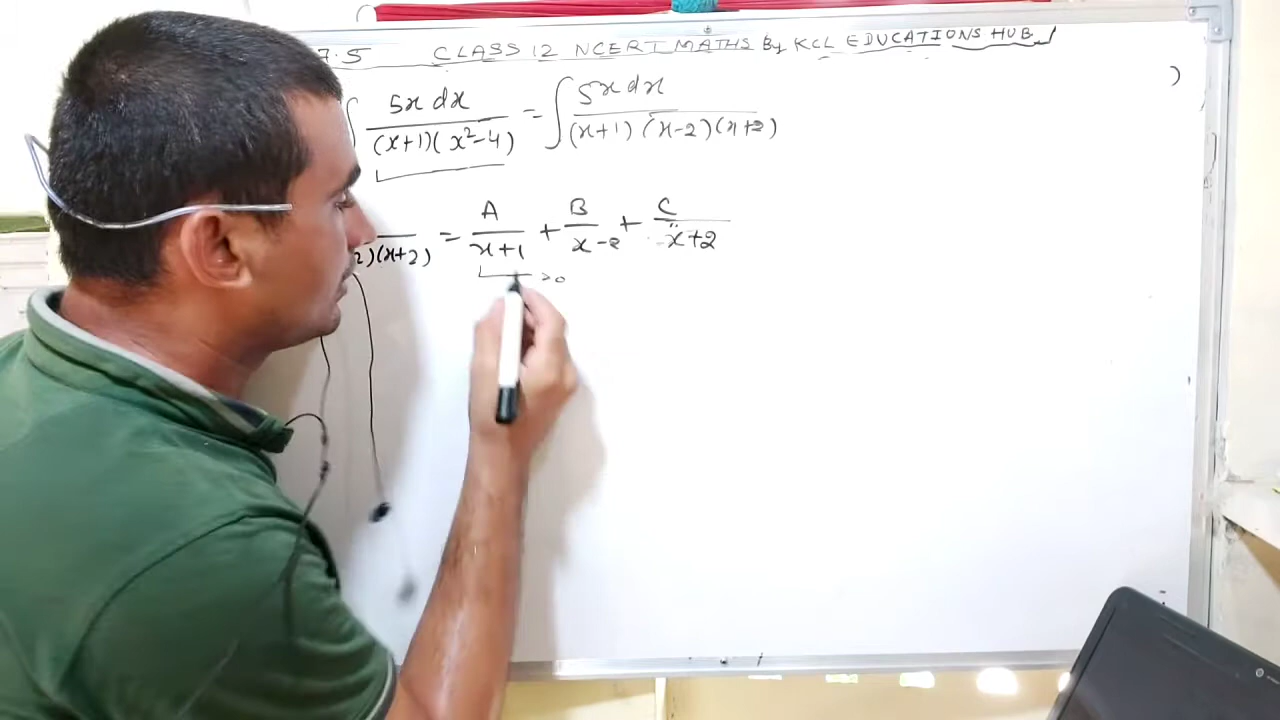 7.5 CLASS 12 NCERT MATHS By KCL EDUCATIONS HUB
∫ 5x dx / (x+1)(x²-4) = ∫ 5x dx / (x+1)(x-2)(x+2)
2)(x+2) = A/x+1 + B/x-2 + C/x+2
=0